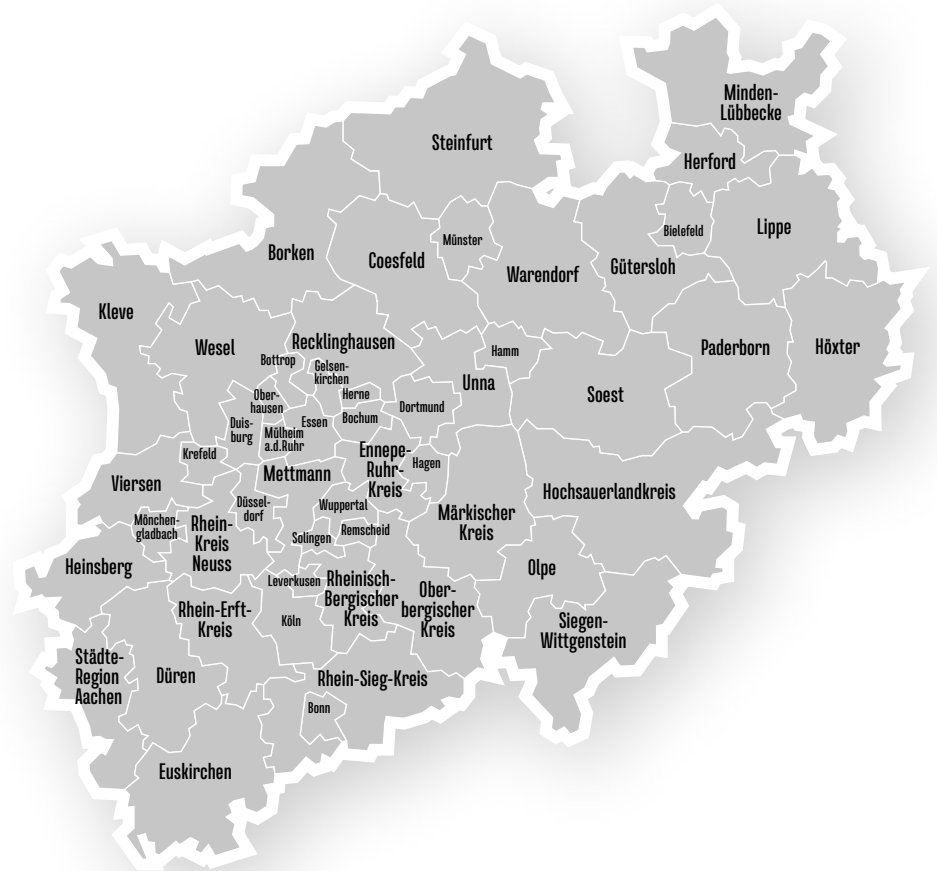 Minden-
Lübbecke
Steinfurt
Herford
Bielefeld
Lippe
Münster
Borken
Coesfeld
Warendorf
Gütersloh
Kleve
Wesel
Recklinghausen
Hamm
Paderborn
Höxter
Bottrop
Gelsen-
kirchen
Unna
Soest
Herne
Ober-
hausen
Dortmund
Bochum
Essen
Duis-
burg
Mülheim
a.d.Ruhr
Krefeld
Ennepe-
Ruhr-
Kreis
Hagen
Viersen
Mettmann
Hochsauerlandkreis
Düssel-
dorf
Wuppertal
Märkischer
Kreis
Mönchen-
gladbach
Rhein-
Kreis
Neuss
Remscheid
Solingen
Heinsberg
Olpe
Leverkusen
Rheinisch-
Bergischer
Kreis
Ober-
bergischer
Kreis
Rhein-Erft-
Kreis
Köln
Siegen-
Wittgenstein
Städte-
Region
Aachen
Düren
Rhein-Sieg-Kreis
Bonn
Euskirchen